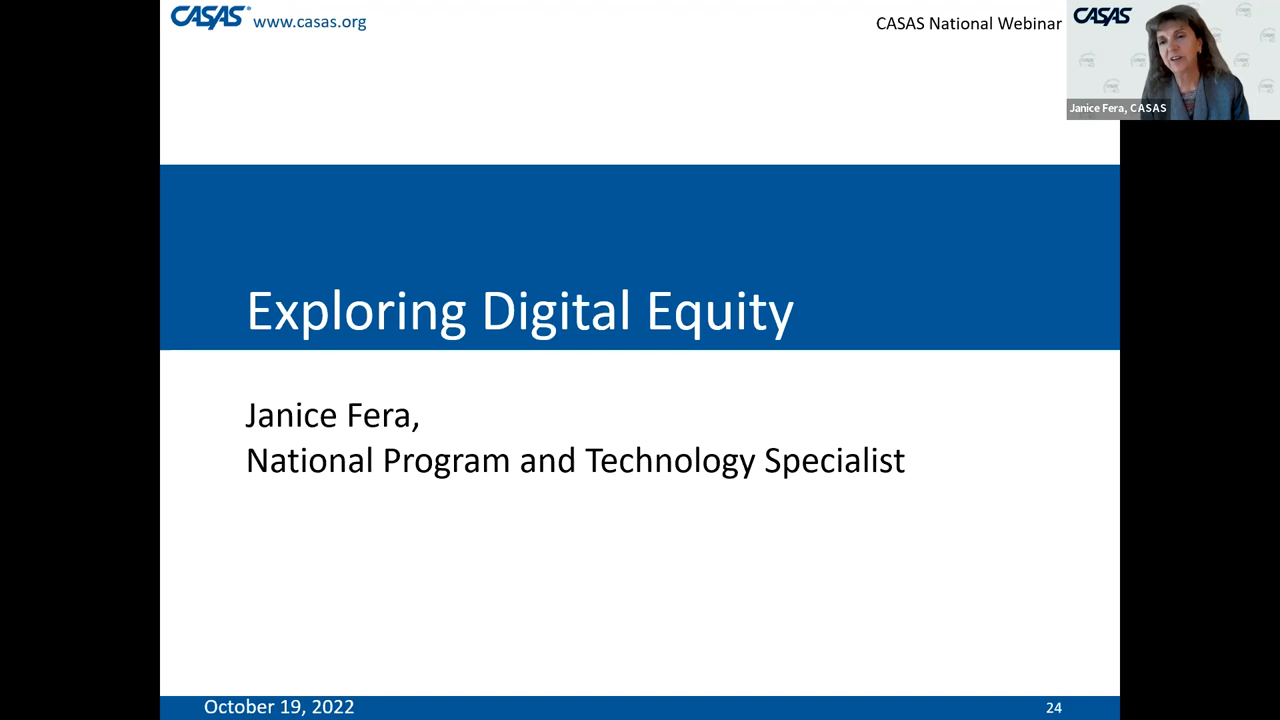 CASAS® www.casas.org
CASAS National Webinar
CASAS
Janice Fera, CASAS
Exploring Digital Equity
Janice Fera,
National Program and Technology Specialist
October 19, 2022
24